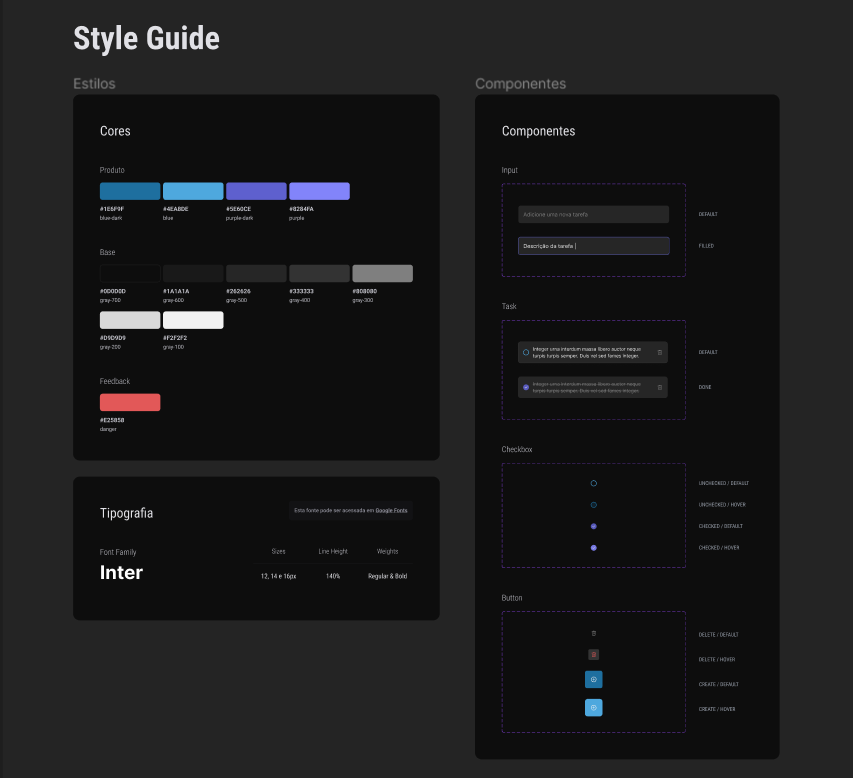 Style Guide
Estilos
Cores
Produto
#1E6F9F
blue-dark
#4EA8DE
blue
#5E60CE
purple-dark
#8284FA
purple
Base
#0D0D0D
gray-700
#1A1A1A
gray-600
#262626
gray-500
#333333
gray-400
#808080
gray-300
#D9D9D9
gray-200
#F2F2F2
gray-100
Feedback
#E25858
danger
Tipografia
Esta fonte pode ser acessada em Google Fonts
Font Family
Inter
Sizes
Line Height
Weights
12, 14 e 16px
140%
Regular & Bold
Componentes
Componentes
Input
Adicione uma nova tarefa
DEFAULT
Descrição da tarefa
FILLED
Task
Integer urna interdum massa libero auctor neque
turpis turpis semper. Duis vel sed fames integer.
DEFAULT
Integer urna interdum massa libero auctor neque
turpis turpis semper. Duis vel sed fames integer.
DONE
Checkbox
UNCHECKED / DEFAULT
UNCHECKED / HOVER
CHECKED / DEFAULT
CHECKED / HOVER
Button
DELETE / DEFAULT
DELETE / HOVER
CREATE / DEFAULT
CREATE / HOVER